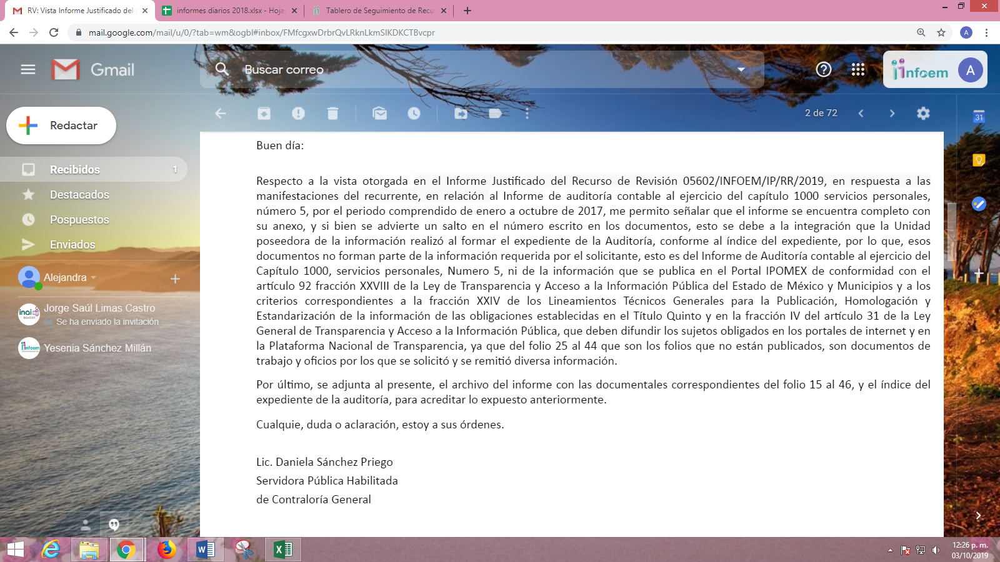 RV: Vista Informe Justificado del
informes diarios 2018.xlsx - Hoja
Tablero de Seguimiento de Recu
mail.google.com/mail/u/0/?tab=wm&ogbl#inbox/FMfcgxwDrbrQvLRknLkmSlKDKCTBvcpr
A
Gmail
Buscar correo
infoem
A
Redactar
2 de 72
31
Recibidos 1
Destacados
Pospuestos
Enviados
Alejandra
inai
Jorge Saúl Limas Castro
Se ha enviado la invitación
infoem
Yesenia Sánchez Millán
Buen día:
Respecto a la vista otorgada en el Informe Justificado del Recurso de Revisión 05602/INFOEM/IP/RR/2019, en respuesta a las
manifestaciones del recurrente, en relación al Informe de auditoría contable al ejercicio del capítulo 1000 servicios personales,
número 5, por el periodo comprendido de enero a octubre de 2017, me permito señalar que el informe se encuentra completo con
su anexo, y si bien se advierte un salto en el número escrito en los documentos, esto se debe a la integración que la Unidad
poseedora de la información realizó al formar el expediente de la Auditoría, conforme al índice del expediente, por lo que, esos
documentos no forman parte de la información requerida por el solicitante, esto es del Informe de Auditoría contable al ejercicio del
Capítulo 1000, servicios personales, Numero 5, ni de la información que se publica en el Portal IPOMEX de conformidad con el
artículo 92 fracción XXVIII de la Ley de Transparencia y Acceso a la Información Pública del Estado de México y Municipios y a los
criterios correspondientes a la fracción XXIV de los Lineamientos Técnicos Generales para la Publicación, Homologación y
Estandarización de la información de las obligaciones establecidas en el Título Quinto y en la fracción IV del artículo 31 de la Ley
General de Transparencia y Acceso a la Información Pública, que deben difundir los sujetos obligados en los portales de internet y en
la Plataforma Nacional de Transparencia, ya que del folio 25 al 44 que son los folios que no están publicados, son documentos de
trabajo y oficios por los que se solicitó y se remitió diversa información.
Por último, se adjunta al presente, el archivo del informe con las documentales correspondientes del folio 15 al 46, y el índice del
expediente de la auditoría, para acreditar lo expuesto anteriormente.
Cualquie, duda o aclaración, estoy a sus órdenes.
Lic. Daniela Sánchez Priego
Servidora Pública Habilitada
de Contraloría General
12:26 p. m.
03/10/2019